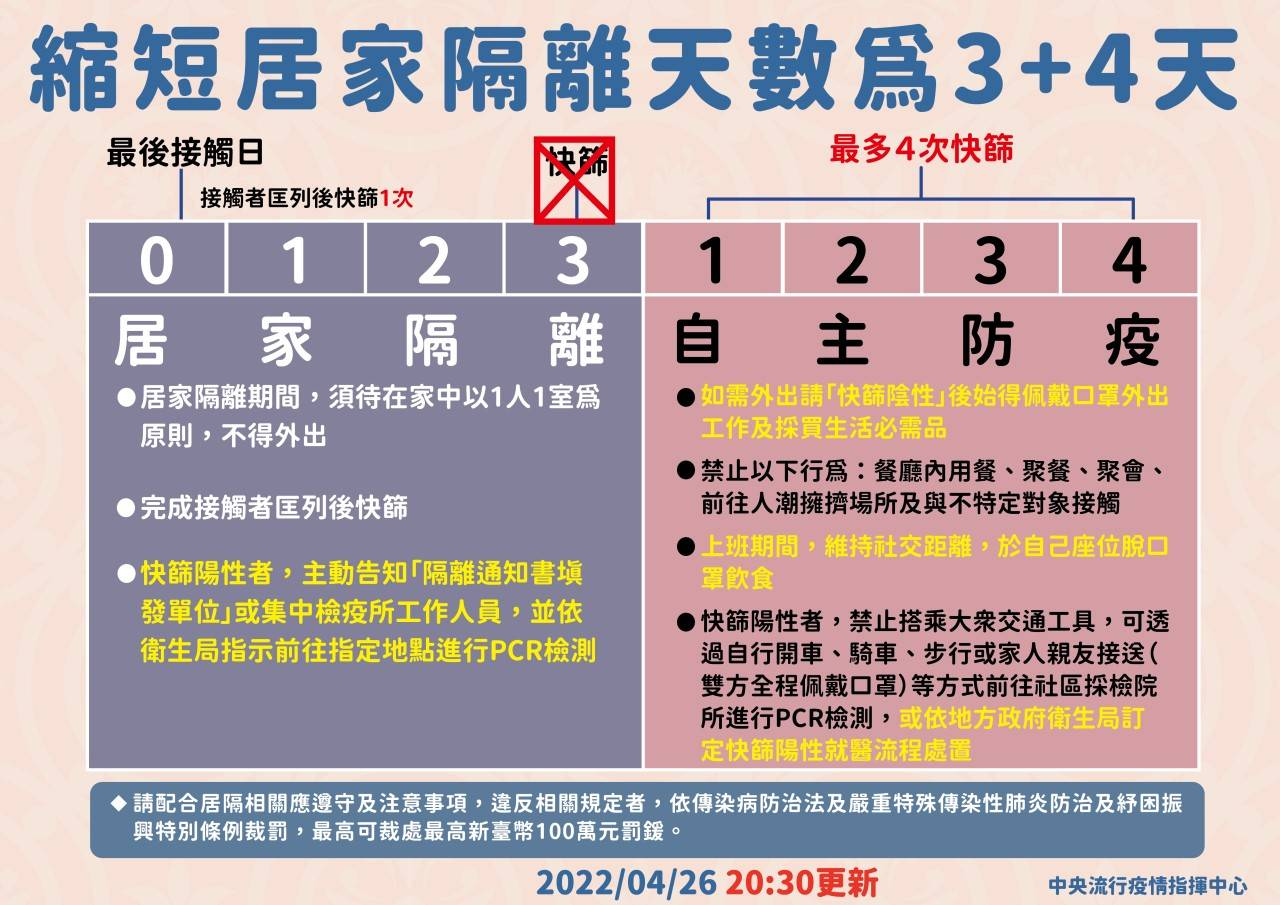 縮短居家隔離天數為3+4天
最後接觸日
接觸者匡列後快篩1次
快篩
最多4次快篩
0 1 2 3 1 2 3 4
居家隔離
●居家隔離期間，須待在家中以1人1室為
原則，不得外出
●完成接觸者匡列後快篩
●快篩陽性者，主動告知「隔離通知書填
發單位」或集中檢疫所工作人員，並依
衛生局指示前往指定地點進行PCR檢測
自主防疫
●如需外出請「快篩陰性」後始得佩戴口罩外出
工作及採買生活必需品
●禁止以下行為：餐廳內用餐、聚餐、聚會、
前往人潮擁擠場所及與不特定對象接觸
●上班期間，維持社交距離，於自己座位脫口
罩飲食
●快篩陽性者，禁止搭乘大眾交通工具，可透
過自行開車、騎車、步行或家人親友接送（
雙方全程佩戴口罩）等方式前往社區採檢院
所進行PCR檢測，或依地方政府衛生局訂
定快篩陽性就醫流程處置
◆請配合居隔相關應遵守及注意事項，違反相關規定者，依傳染病防治法及嚴重特殊傳染性肺炎防治及紓困振
興特別條例裁罰，最高可裁處最高新臺幣100萬元罰鍰。
2022/04/26 20:30更新
中央流行疫情指揮中心